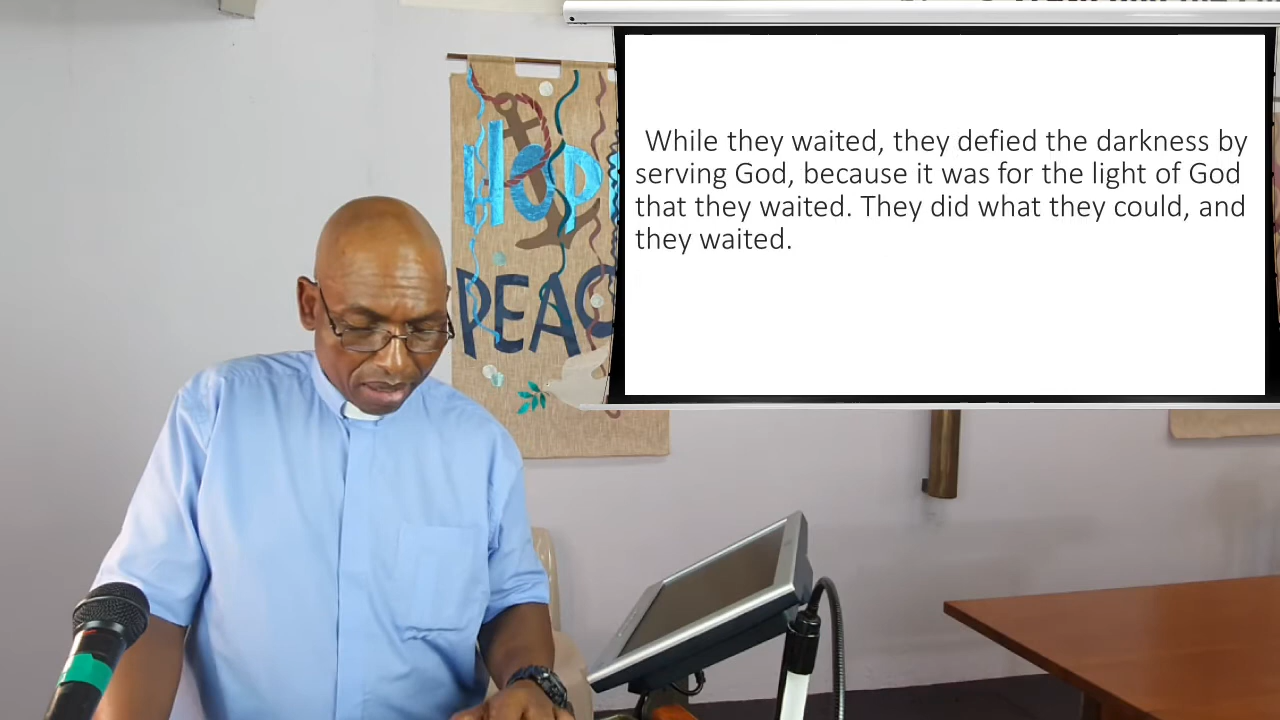 While they waited, they defied the darkness by
serving God, because it was for the light of God
that they waited. They did what they could, and
they waited.
HOP
PEAC